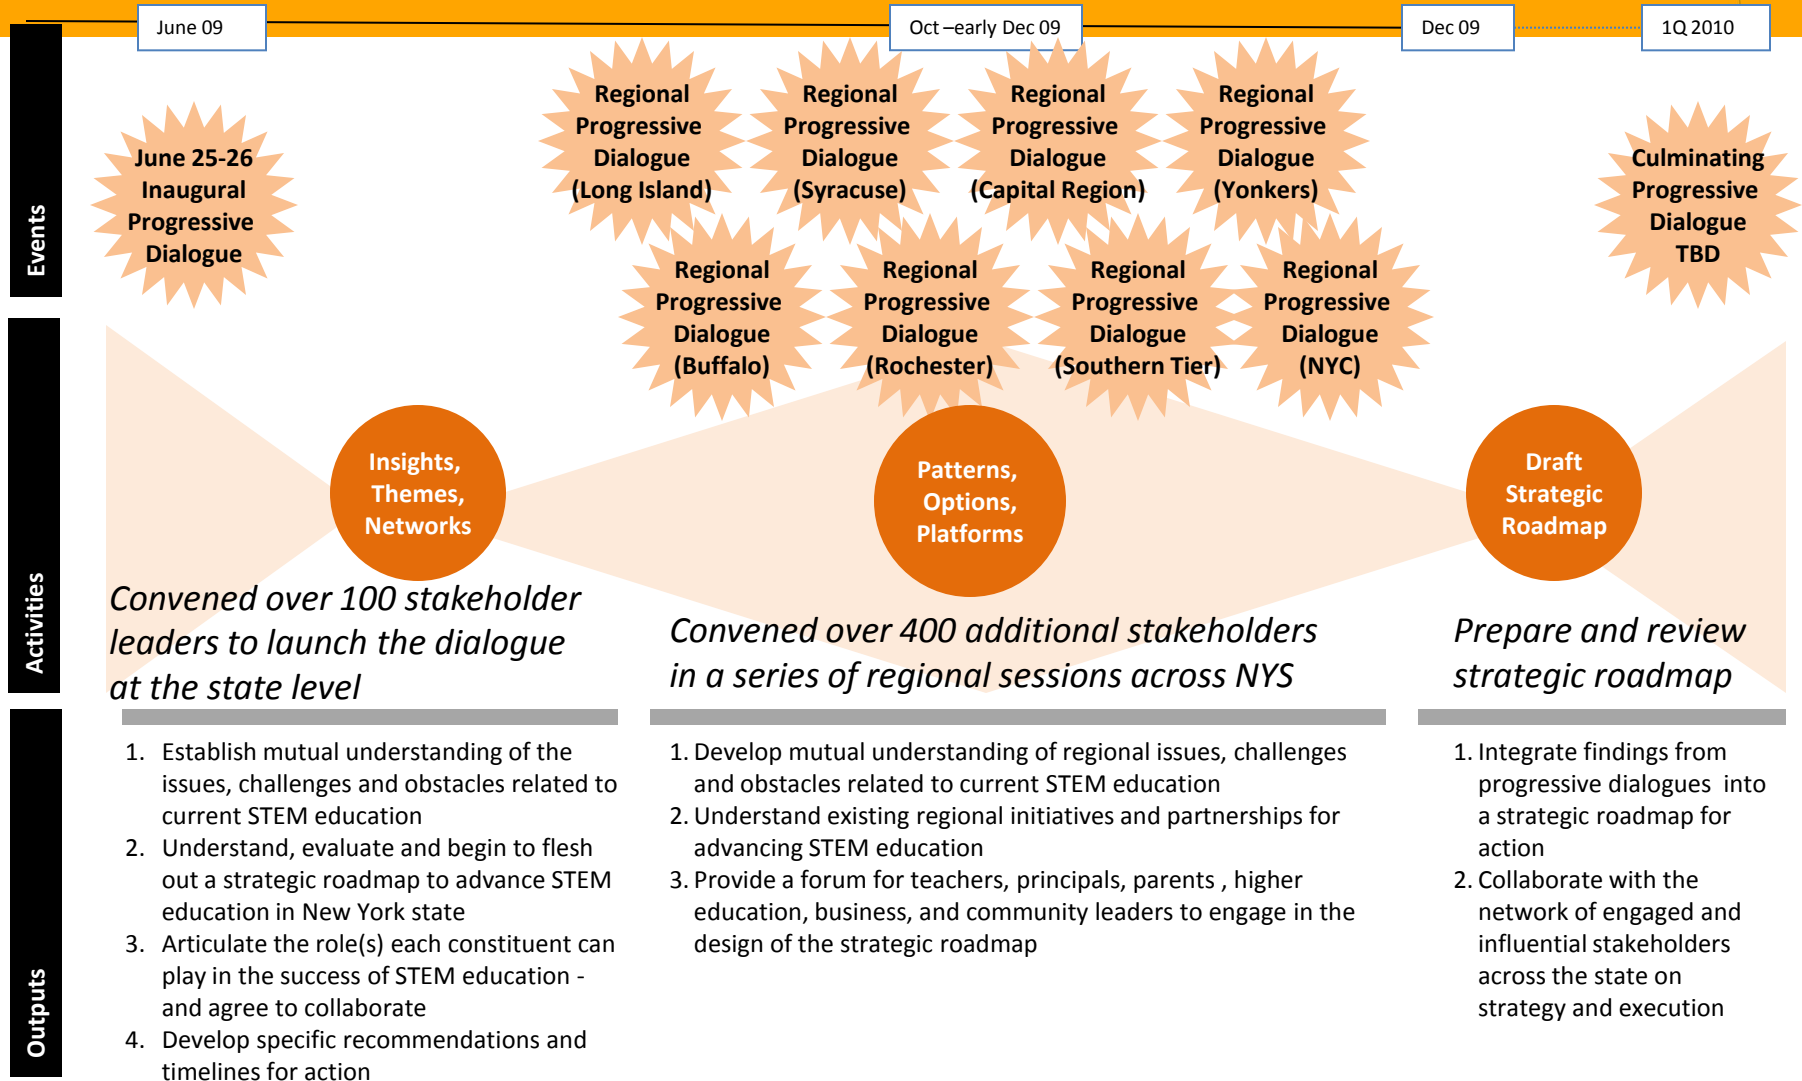 June 09
Oct –early Dec 09
Dec 09
1Q 2010
Events
June 25-26
Inaugural
Progressive
Dialogue
Regional
Progressive
Dialogue
(Long Island)
Regional
Progressive
Dialogue
(Syracuse)
Regional
Progressive
Dialogue
(Capital Region)
Regional
Progressive
Dialogue
(Yonkers)
Regional
Progressive
Dialogue
(Buffalo)
Regional
Progressive
Dialogue
(Rochester)
Regional
Progressive
Dialogue
(Southern Tier)
Regional
Progressive
Dialogue
(NYC)
Culminating
Progressive
Dialogue
TBD
Activities
Insights,
Themes,
Networks
Patterns,
Options,
Platforms
Draft
Strategic
Roadmap
Convened over 100 stakeholder
leaders to launch the dialogue
at the state level
Convened over 400 additional stakeholders
in a series of regional sessions across NYS
Prepare and review
strategic roadmap
Outputs
1. Establish mutual understanding of the
issues, challenges and obstacles related to
current STEM education
2. Understand, evaluate and begin to flesh
out a strategic roadmap to advance STEM
education in New York state
3. Articulate the role(s) each constituent can
play in the success of STEM education -
and agree to collaborate
4. Develop specific recommendations and
timelines for action
1. Develop mutual understanding of regional issues, challenges
and obstacles related to current STEM education
2. Understand existing regional initiatives and partnerships for
advancing STEM education
3. Provide a forum for teachers, principals, parents , higher
education, business, and community leaders to engage in the
design of the strategic roadmap
1. Integrate findings from
progressive dialogues  into
a strategic roadmap for
action
2. Collaborate with the
network of engaged and
influential stakeholders
across the state on
strategy and execution